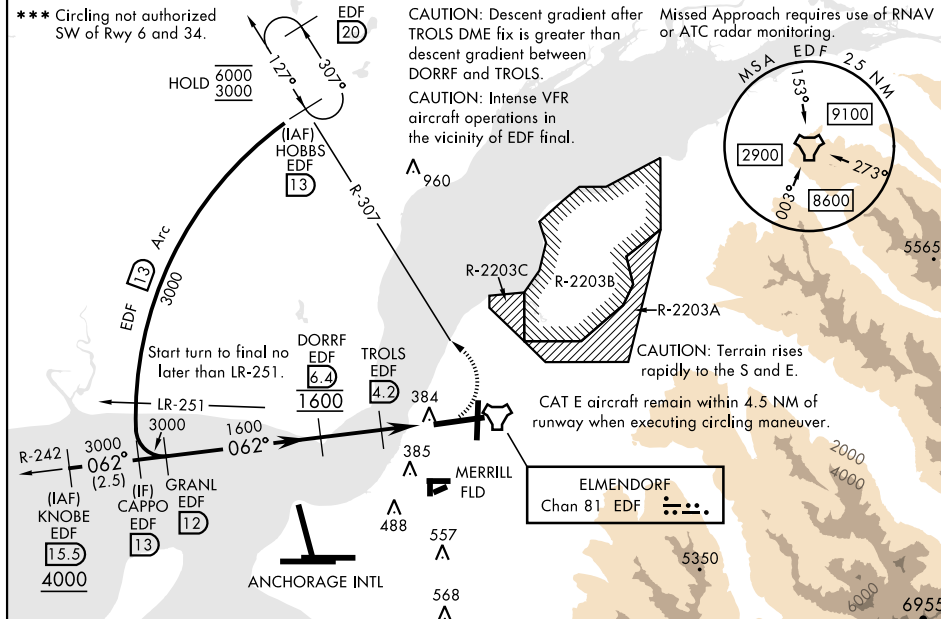 *** Circling not authorized
SW of Rwy 6 and 34.
EDF
20
127°
307°
HOLD 6000
3000
(IAF)
HOBBS
EDF
13
CAUTION: Descent gradient after
TROLS DME fix is greater than
descent gradient between
DORRF and TROLS.
CAUTION: Intense VFR
aircraft operations in
the vicinity of EDF final.
Missed Approach requires use of RNAV
or ATC radar monitoring.
MSA EDF 25 NM
153°
9100
2900
273°
003°
8600
960
R-307
5565
R-2203C
R-2203B
R-2203A
EDF 13 Arc
3000
Start turn to final no
later than LR-251.
DORRF
EDF
6.4
1600
TROLS
EDF
4.2
CAUTION: Terrain rises
rapidly to the S and E.
CAT E aircraft remain within 4.5 NM of
runway when executing circling maneuver.
LR-251
384
3000
1600
062°
R-242
3000
062°
(2.5)
(IAF)
KNOBE
EDF
15.5
4000
(IF)
CAPPO
EDF
13
GRANL
EDF
12
385
MERRILL
FLD
488
ELMENDORF
Chan 81 EDF
2000
4000
557
ANCHORAGE INTL
5350
568
6000
6955